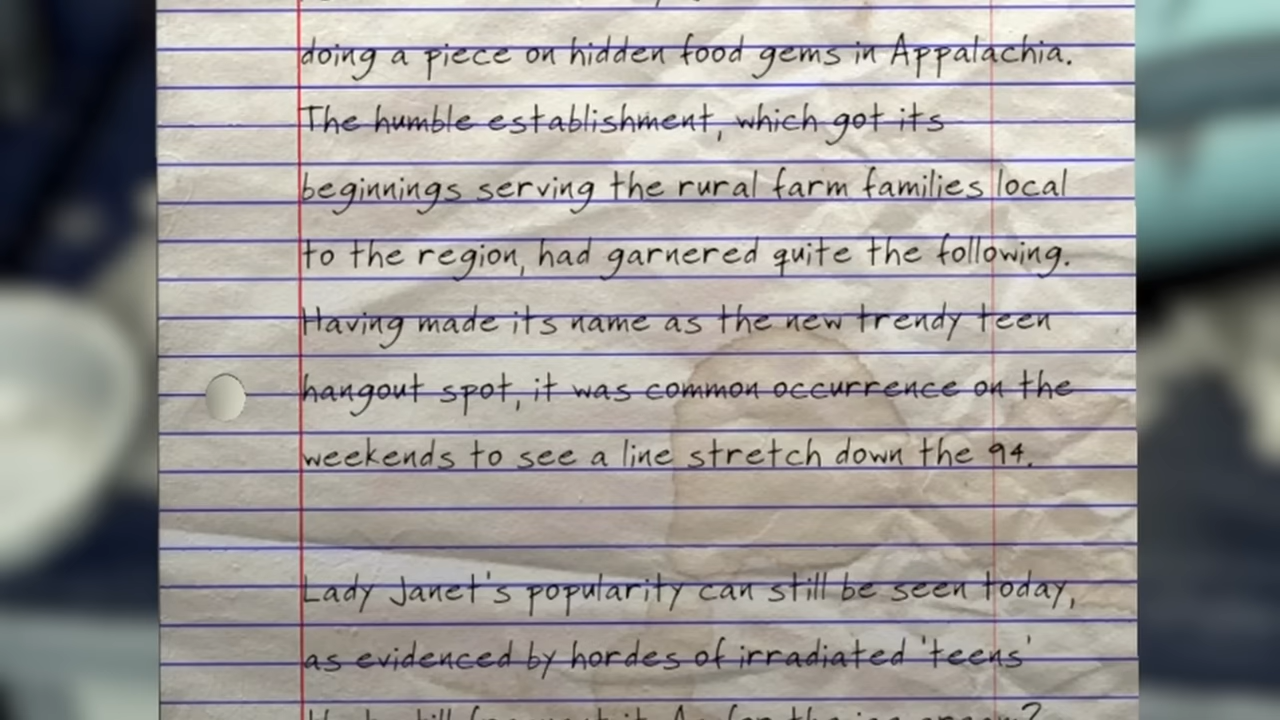 doing a piece on hidden food gems in Appalachia.
The humble establishment, which got its
beginnings serving the rural farm families local
to the region, had garnered quite the following.
Having made its name as the new trendy teen
hangout spot, it was common occurrence on the
weekends to see a line stretch down the 94.
Lady Janet's popularity can still be seen today,
as evidenced by hordes of irradiated 'teens'